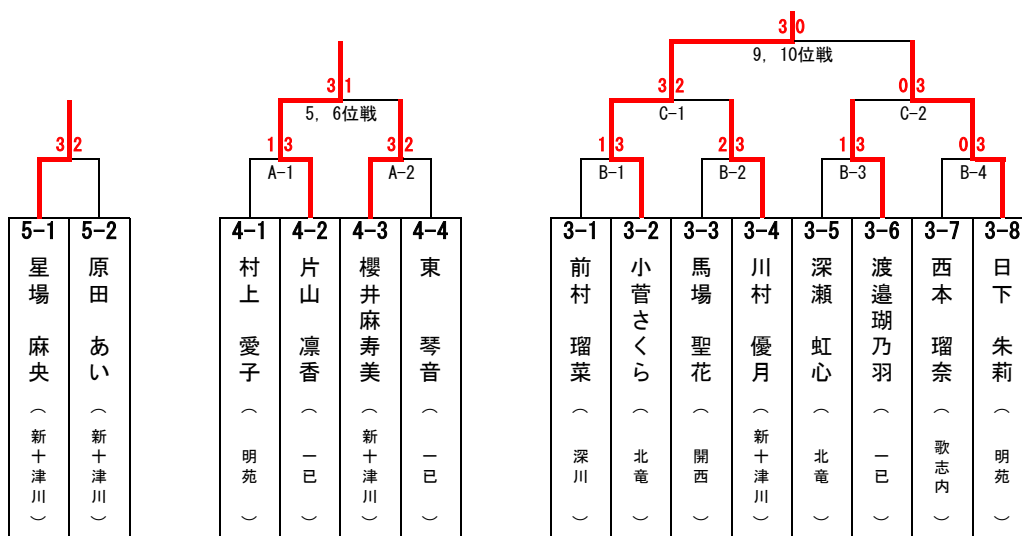 3 0
9, 10位戦
3 1
3 2
0 3
5, 6位戦
C-1
C-2
3 2
1 3
3 2
1 3
2 3
1 3
0 3
A-1
A-2
B-1
B-2
B-3
B-4
5-1
5-2
4-1
4-2
4-3
4-4
3-1
3-2
3-3
3-4
3-5
3-6
3-7
3-8
星場 麻央(新十津川)
原田 あい(新十津川)
村上 愛子(明苑)
片山 凛香(一已)
櫻井麻寿美(新十津川)
東 琴音(一已)
前村 瑠菜(深川)
小菅さくら(北竜)
馬場 聖花(開西)
川村 優月(新十津川)
深瀬 虹心(北竜)
渡邉瑚乃羽(一已)
西本 瑠奈(歌志内)
日下 朱莉(明苑)